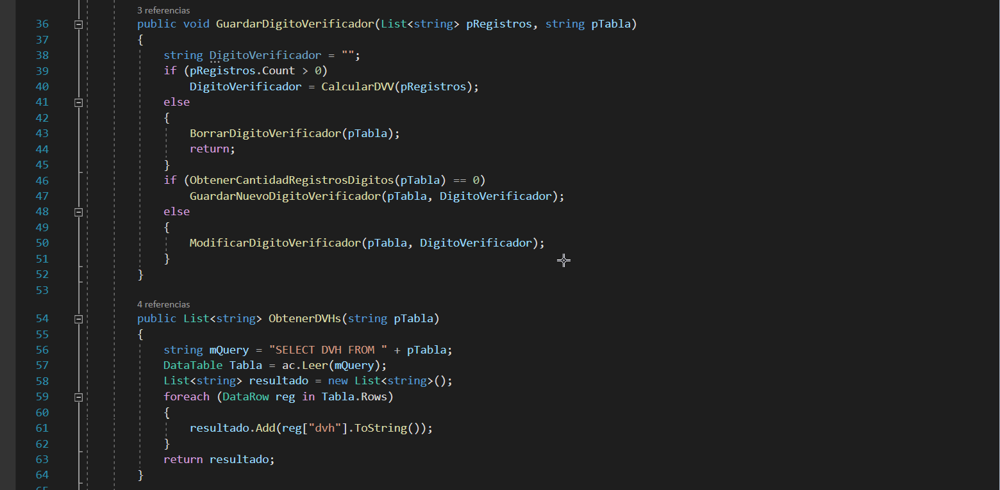 3 referencias
36 public void GuardarDigitoVerificador(List<string> pRegistros, string pTabla)
37 {
38 string DigitoVerificador = "";
39 if (pRegistros.Count > 0)
40 DigitoVerificador = CalcularDVV(pRegistros);
41 else
42 {
43 BorrarDigitoVerificador(pTabla);
44 return;
45 }
46 if (ObtenerCantidadRegistrosDigitos(pTabla) == 0)
47 GuardarNuevoDigitoVerificador(pTabla, DigitoVerificador);
48 else
49 {
50 ModificarDigitoVerificador(pTabla, DigitoVerificador);
51 }
52 }
53
4 referencias
54 public List<string> ObtenerDVHs(string pTabla)
55 {
56 string mQuery = "SELECT DVH FROM " + pTabla;
57 DataTable Tabla = ac.Leer(mQuery);
58 List<string> resultado = new List<string>();
59 foreach (DataRow reg in Tabla.Rows)
60 {
61 resultado.Add(reg["dvh"].ToString());
62 }
63 return resultado;
64 }
65